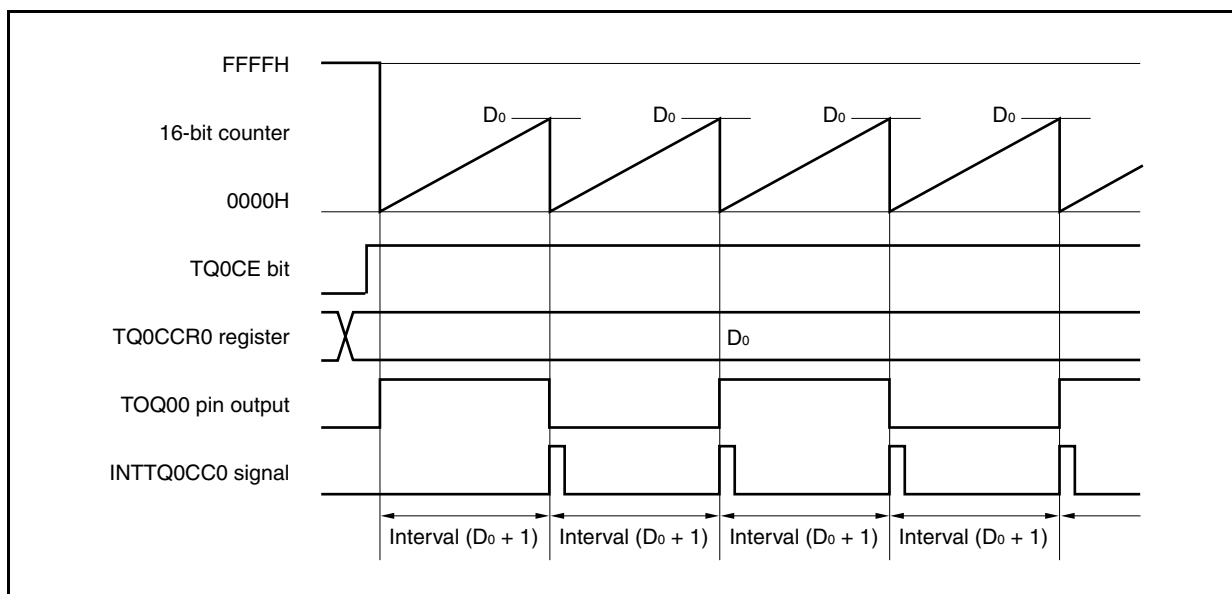 FFFFH
D₀ D₀ D₀ D₀
16-bit counter
0000H
TQ0CE bit
TQ0CCR0 register D₀
TOQ00 pin output
INTTQ0CC0 signal
Interval (D₀ + 1) Interval (D₀ + 1) Interval (D₀ + 1) Interval (D₀ + 1)